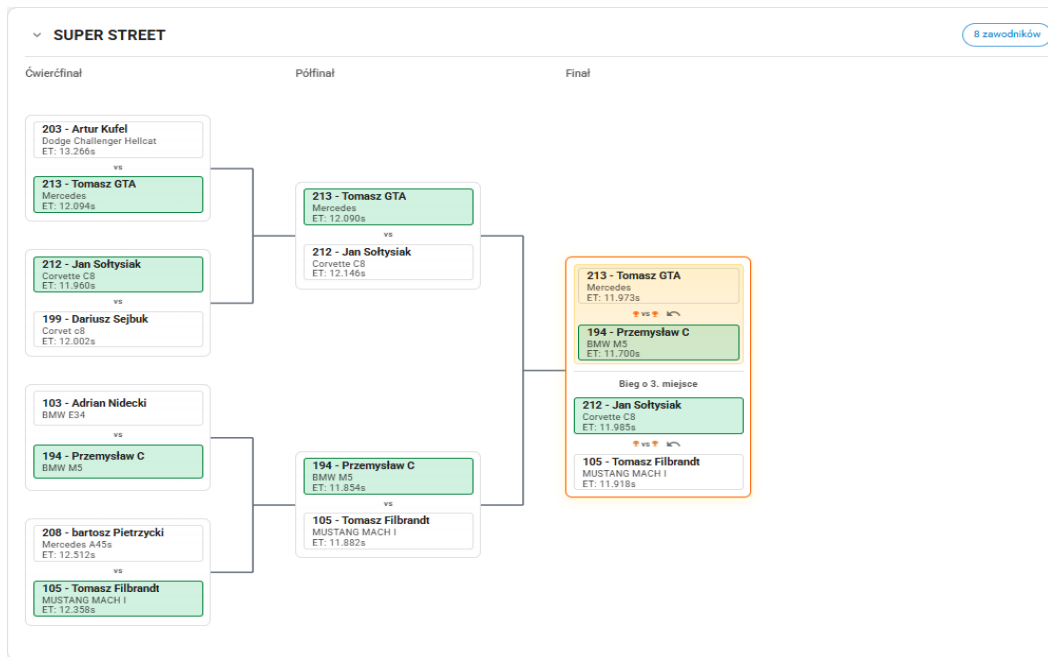 SUPER STREET
8 zawodników
Ćwierćfinał
Półfinał
Finał
203 - Artur Kufel
Dodge Challenger Hellcat
ET: 13.266s
vs
213 - Tomasz GTA
Mercedes
ET: 12.094s
212 - Jan Sołtysiak
Corvette C8
ET: 11.960s
vs
199 - Dariusz Sejbuk
Corvet c8
ET: 12.002s
103 - Adrian Nidecki
BMW E34
vs
194 - Przemysław C
BMW M5
208 - bartosz Pietrzycki
Mercedes A45s
ET: 12.512s
vs
105 - Tomasz Filbrandt
MUSTANG MACH I
ET: 12.358s
213 - Tomasz GTA
Mercedes
ET: 12.090s
vs
212 - Jan Sołtysiak
Corvette C8
ET: 12.146s
194 - Przemysław C
BMW M5
ET: 11.854s
vs
105 - Tomasz Filbrandt
MUSTANG MACH I
ET: 11.882s
213 - Tomasz GTA
Mercedes
ET: 11.973s
vs
194 - Przemysław C
BMW M5
ET: 11.700s
Bieg o 3. miejsce
212 - Jan Sołtysiak
Corvette C8
ET: 11.985s
vs
105 - Tomasz Filbrandt
MUSTANG MACH I
ET: 11.918s